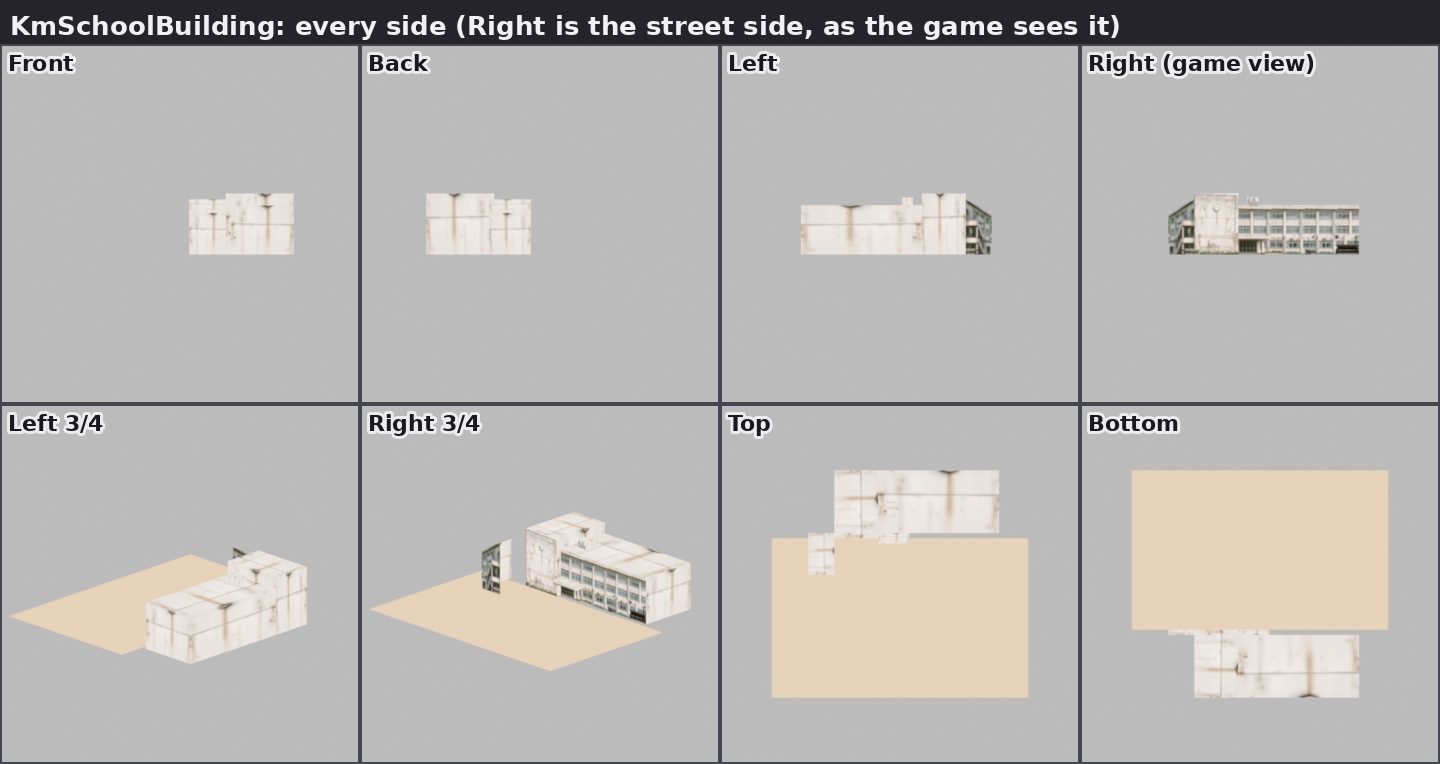 KmSchoolBuilding: every side (Right is the street side, as the game sees it)
Front
Back
Left
Right (game view)
Left 3/4
Right 3/4
Top
Bottom